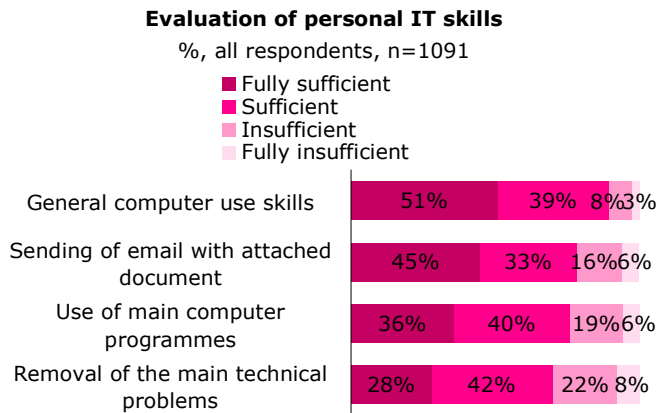 Evaluation of personal IT skills
%, all respondents, n=1091
Fully sufficient
Sufficient
Insufficient
Fully insufficient
General computer use skills
51% 39% 8% 3%
Sending of email with attached
document
45% 33% 16% 6%
Use of main computer
programmes
36% 40% 19% 6%
Removal of the main technical
problems
28% 42% 22% 8%